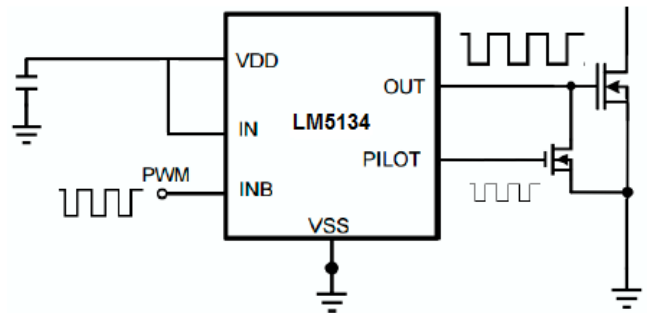 VDD
OUT
LM5134
IN
PILOT
PWM
INB
VSS